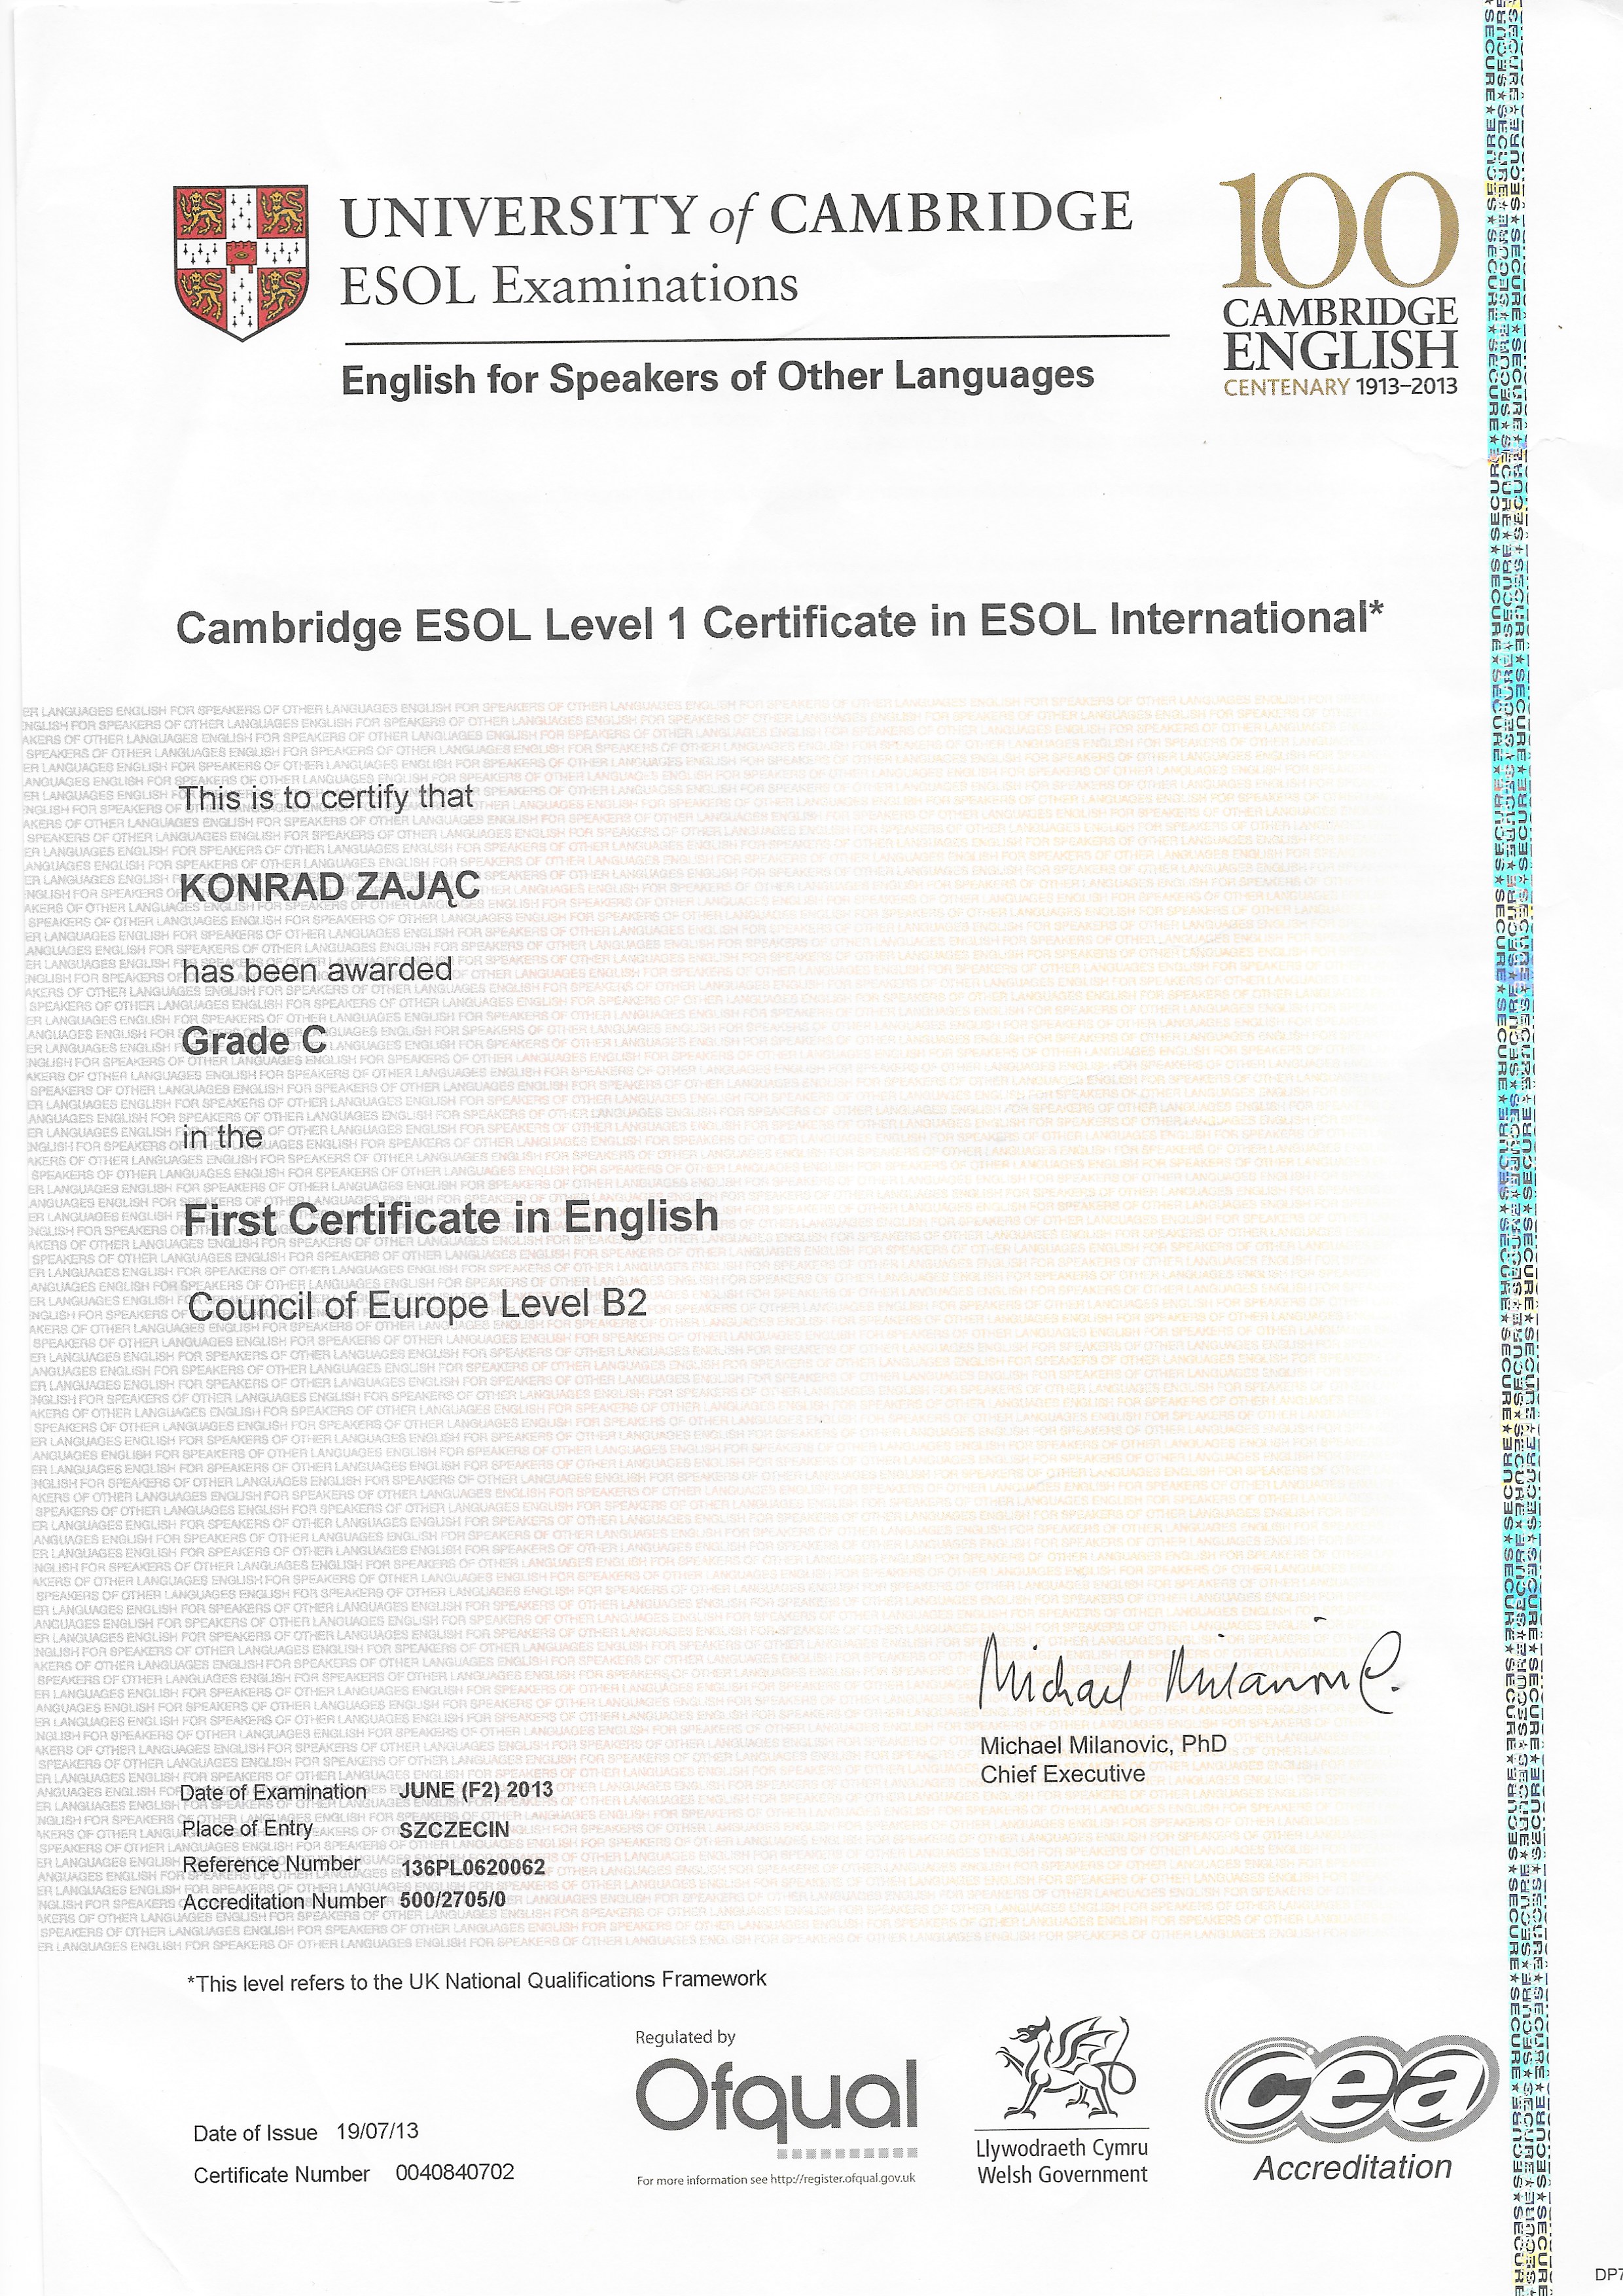 UNIVERSITY of CAMBRIDGE
ESOL Examinations
English for Speakers of Other Languages
100
CAMBRIDGE
ENGLISH
CENTENARY 1913–2013
Cambridge ESOL Level 1 Certificate in ESOL International*
This is to certify that
KONRAD ZAJĄC
has been awarded
Grade C
in the
First Certificate in English
Council of Europe Level B2
Michael Milanovic, PhD
Chief Executive
Date of Examination JUNE (F2) 2013
Place of Entry SZCZECIN
Reference Number 136PL0620062
Accreditation Number 500/2705/0
*This level refers to the UK National Qualifications Framework
Date of Issue 19/07/13
Certificate Number 0040840702
Regulated by
Ofqual
For more information see http://register.ofqual.gov.uk
Llywodraeth Cymru
Welsh Government
cea
Accreditation
DP7